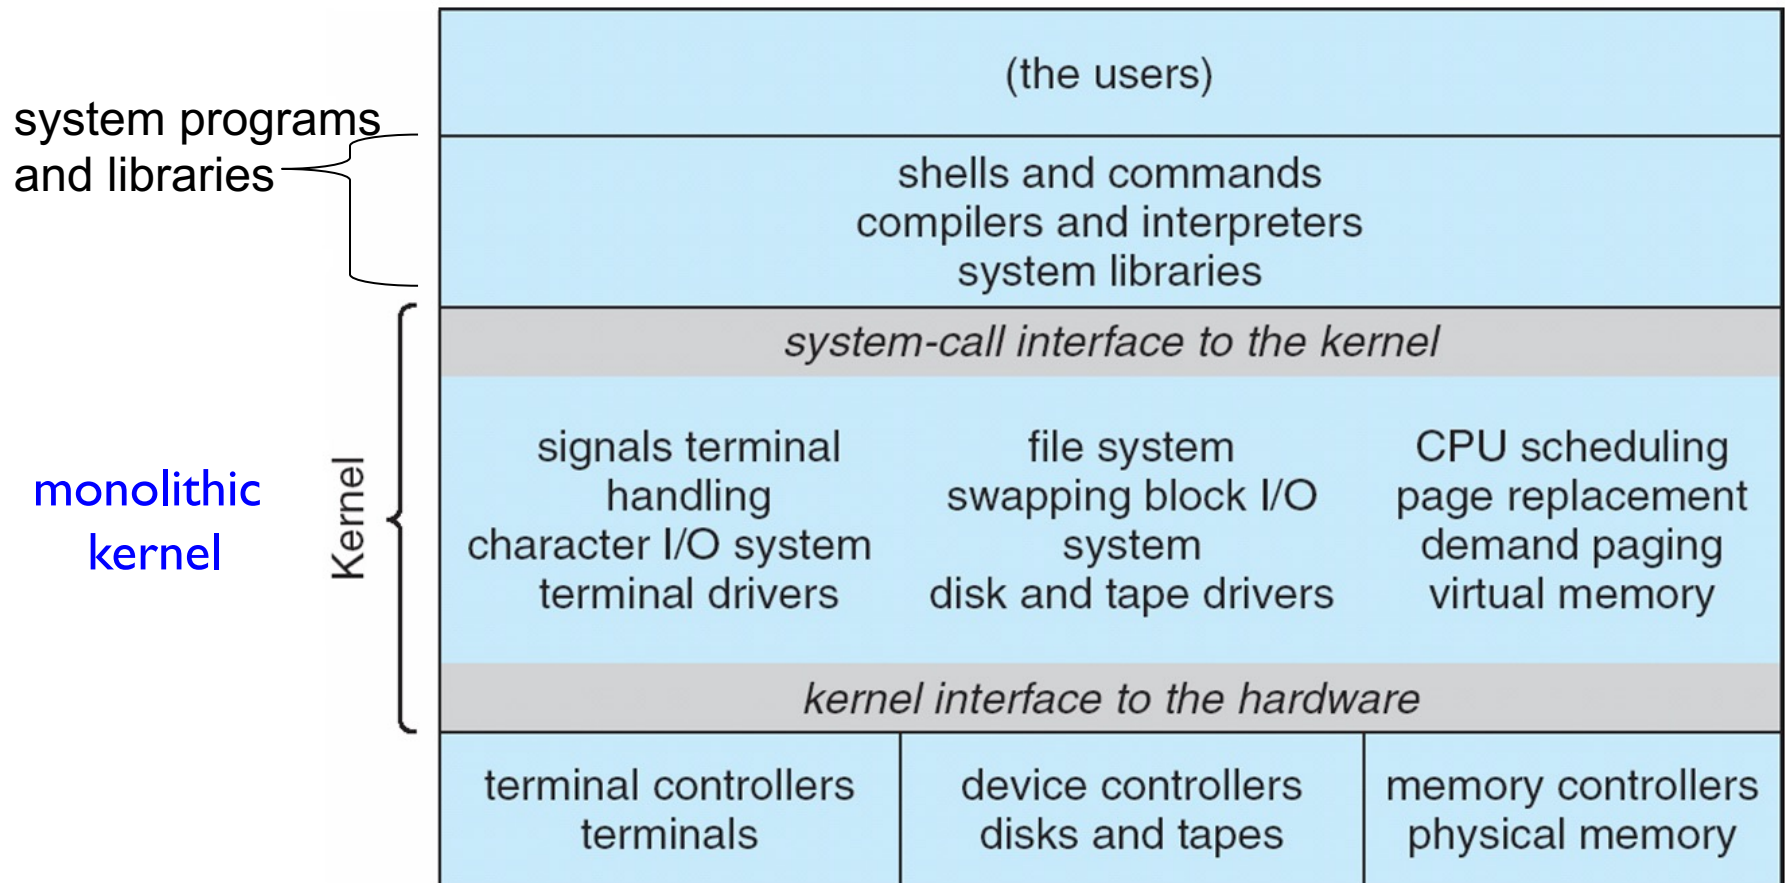 (the users)
system programs
and libraries
shells and commands
compilers and interpreters
system libraries
system-call interface to the kernel
monolithic
kernel
Kernel
signals terminal
handling
character I/O system
terminal drivers
file system
swapping block I/O
system
disk and tape drivers
CPU scheduling
page replacement
demand paging
virtual memory
kernel interface to the hardware
terminal controllers
terminals
device controllers
disks and tapes
memory controllers
physical memory